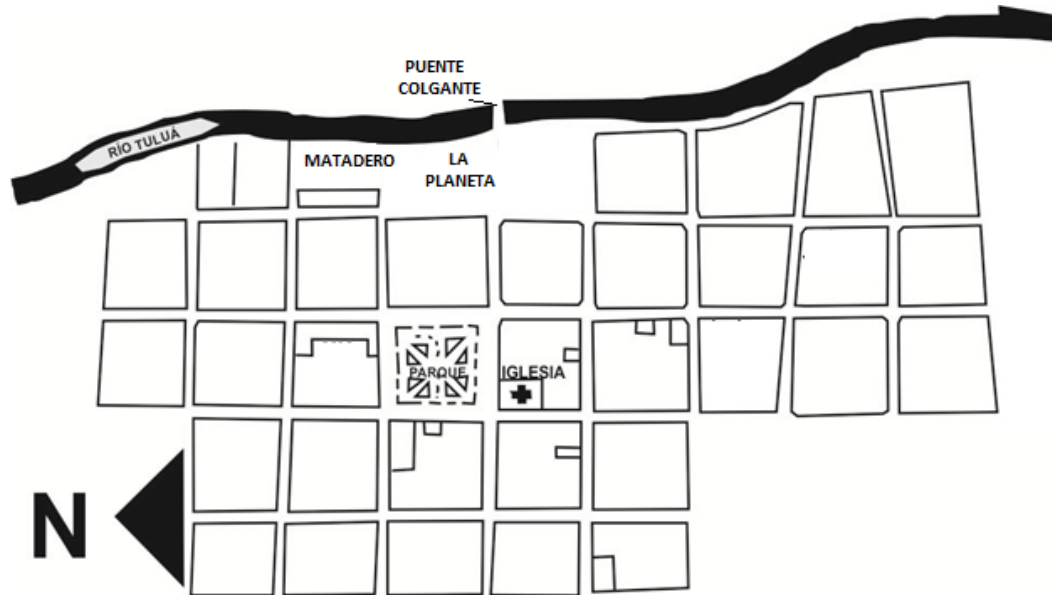 PUENTE
COLGANTE
RÍO TULUÁ
MATADERO
LA
PLANETA
PARQUE
IGLESIA
N